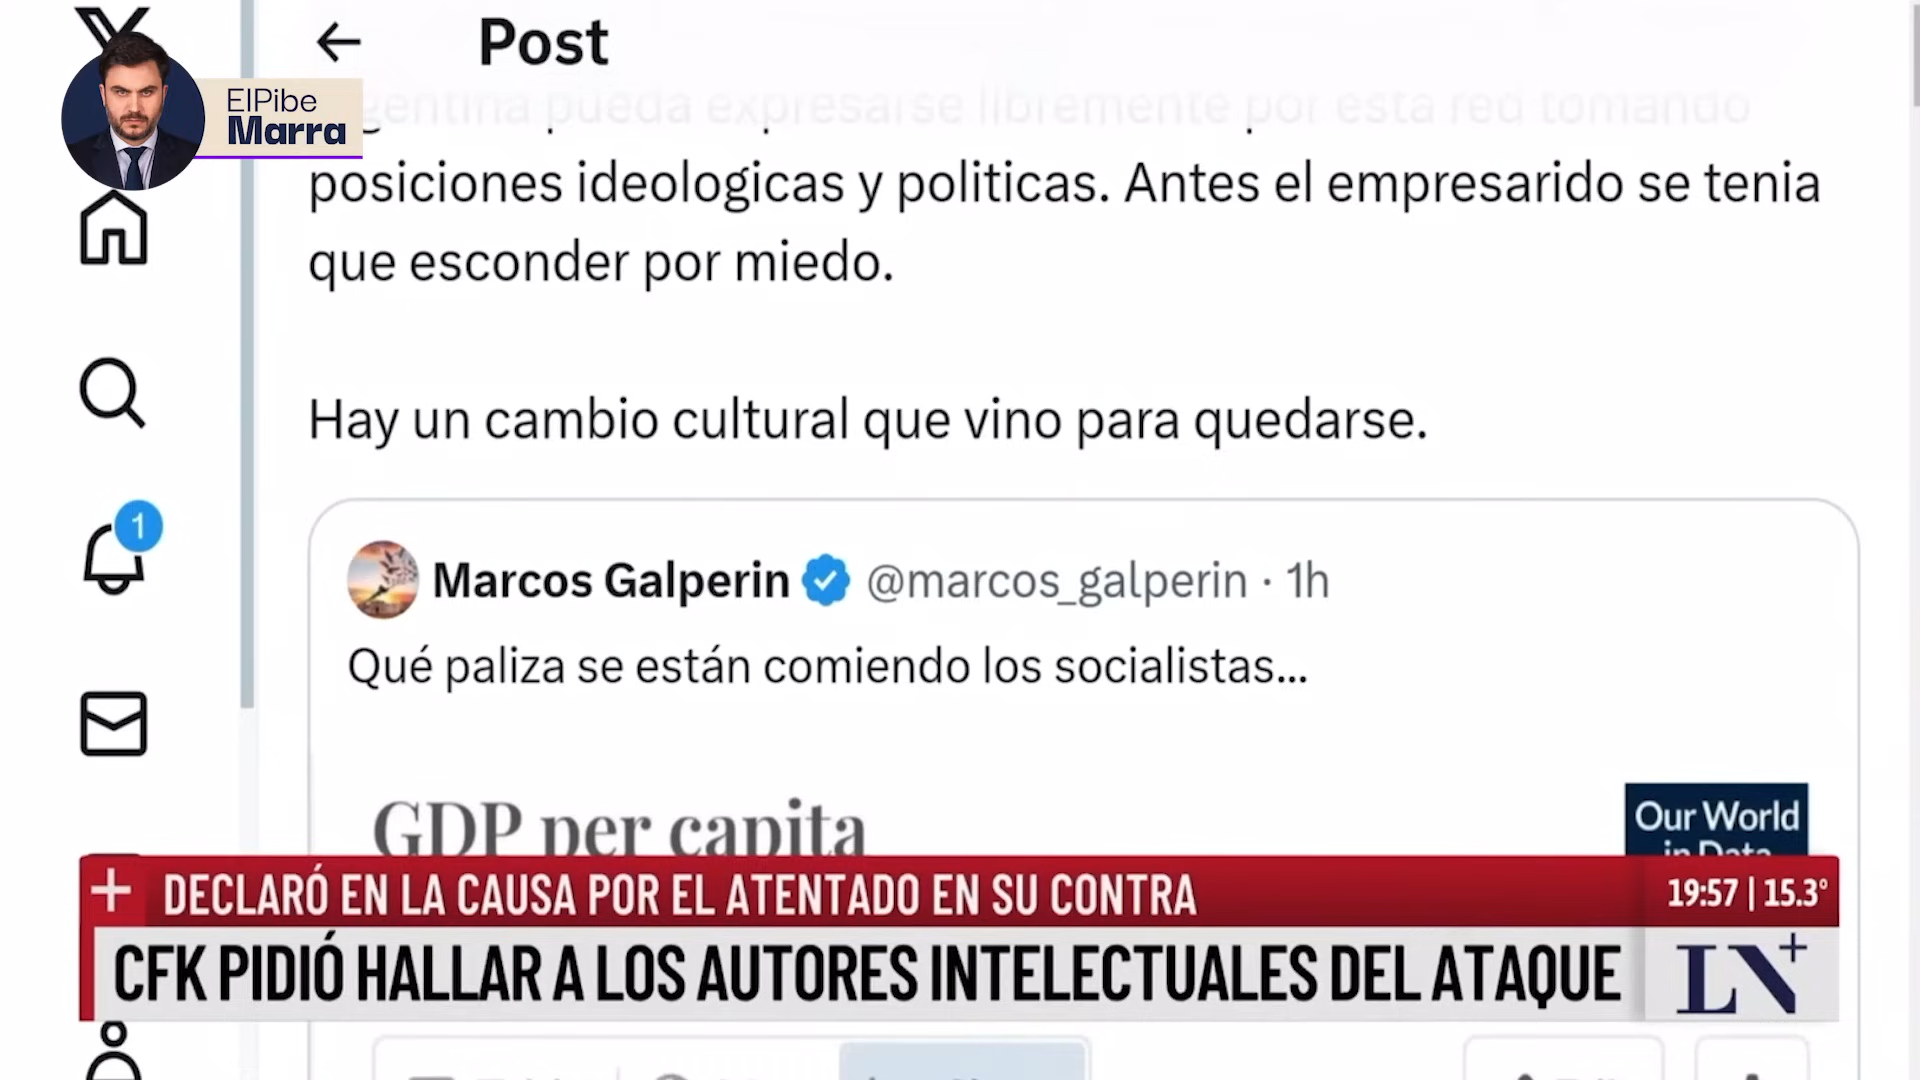 Post
ElPibe
Marra
gentina pueda expresarse libremente por esta red tomando
posiciones ideologicas y politicas. Antes el empresarido se tenia
que esconder por miedo.
Hay un cambio cultural que vino para quedarse.
1
Marcos Galperin @marcos_galperin · 1h
Qué paliza se están comiendo los socialistas...
GDP per capita
Our World
in Data
+ DECLARÓ EN LA CAUSA POR EL ATENTADO EN SU CONTRA
19:57 | 15.3°
CFK PIDIÓ HALLAR A LOS AUTORES INTELECTUALES DEL ATAQUE
LN+